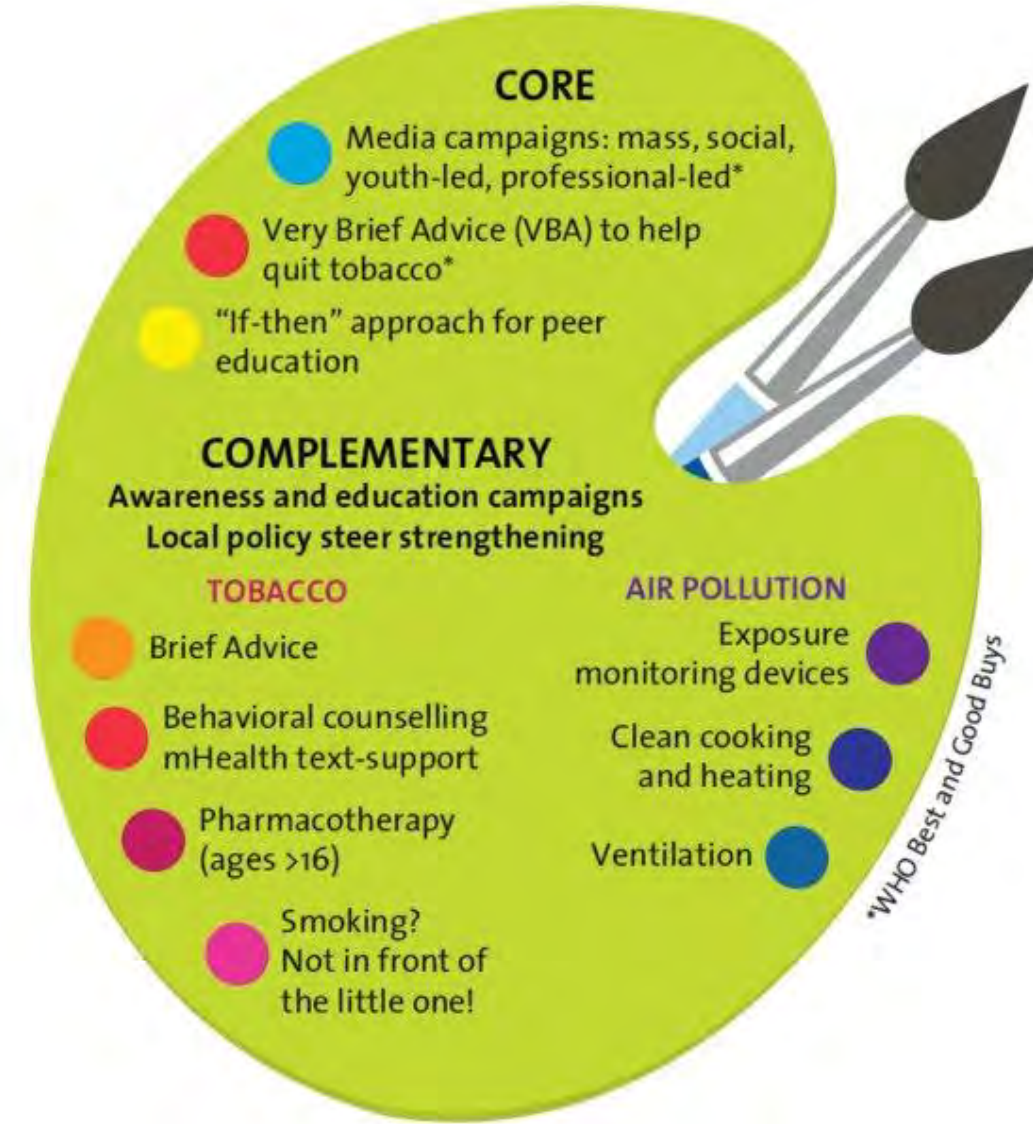 CORE
Media campaigns: mass, social,
youth-led, professional-led*
Very Brief Advice (VBA) to help
quit tobacco*
“If-then” approach for peer
education
COMPLEMENTARY
Awareness and education campaigns
Local policy steer strengthening
TOBACCO
Brief Advice
Behavioral counselling
mHealth text-support
Pharmacotherapy
(ages >16)
Smoking?
Not in front of
the little one!
AIR POLLUTION
Exposure
monitoring devices
Clean cooking
and heating
Ventilation
*WHO Best and Good Buys